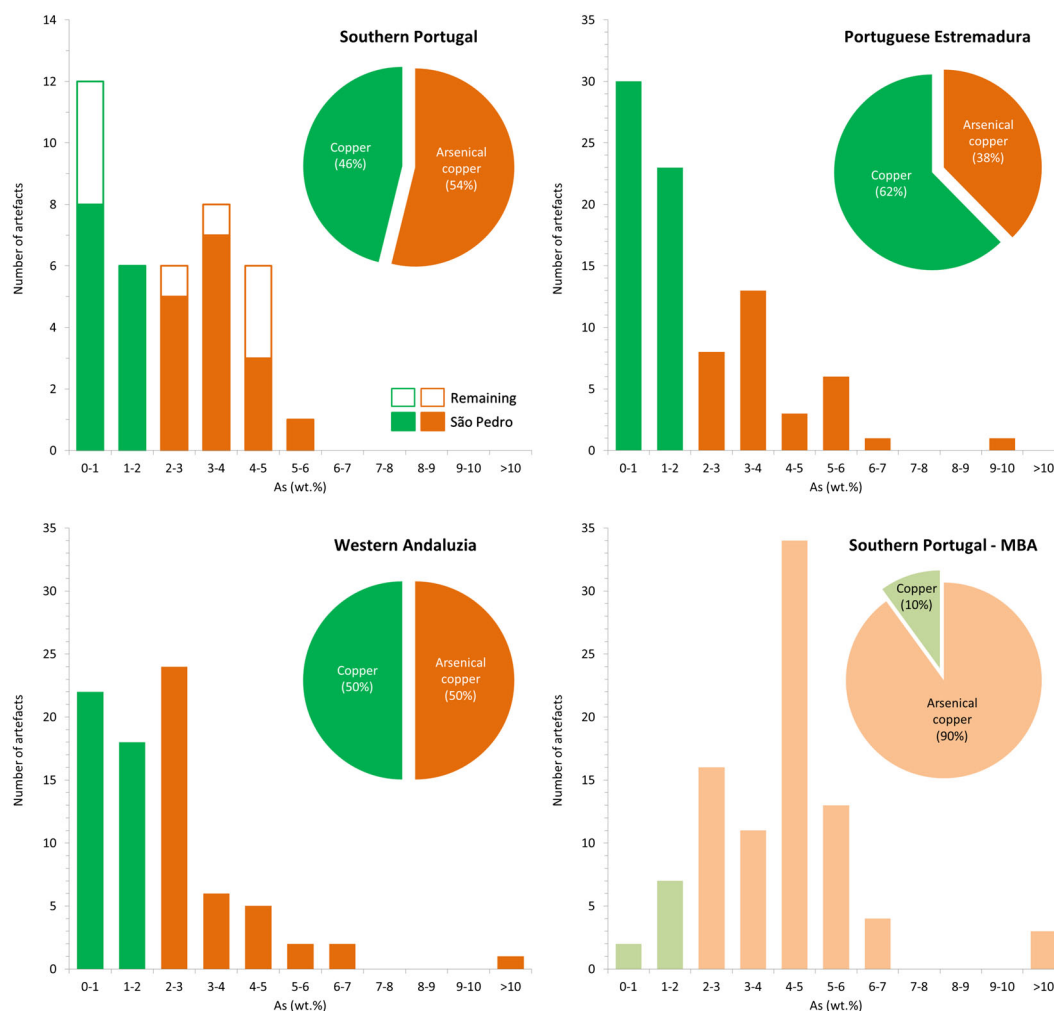 Southern Portugal
14
12
10
8
6
4
2
0
Number of artefacts
Copper
(46%)
Arsenical
copper
(54%)
Remaining
São Pedro
0-1 1-2 2-3 3-4 4-5 5-6 6-7 7-8 8-9 9-10 >10
As (wt.%)
Portuguese Estremadura
35
30
25
20
15
10
5
0
Number of artefacts
Arsenical
copper
(38%)
Copper
(62%)
0-1 1-2 2-3 3-4 4-5 5-6 6-7 7-8 8-9 9-10 >10
As (wt.%)
Western Andaluzia
35
30
25
20
15
10
5
0
Number of artefacts
Copper
(50%)
Arsenical
copper
(50%)
0-1 1-2 2-3 3-4 4-5 5-6 6-7 7-8 8-9 9-10 >10
As (wt.%)
Southern Portugal - MBA
35
30
25
20
15
10
5
0
Number of artefacts
Copper
(10%)
Arsenical
copper
(90%)
0-1 1-2 2-3 3-4 4-5 5-6 6-7 7-8 8-9 9-10 >10
As (wt.%)